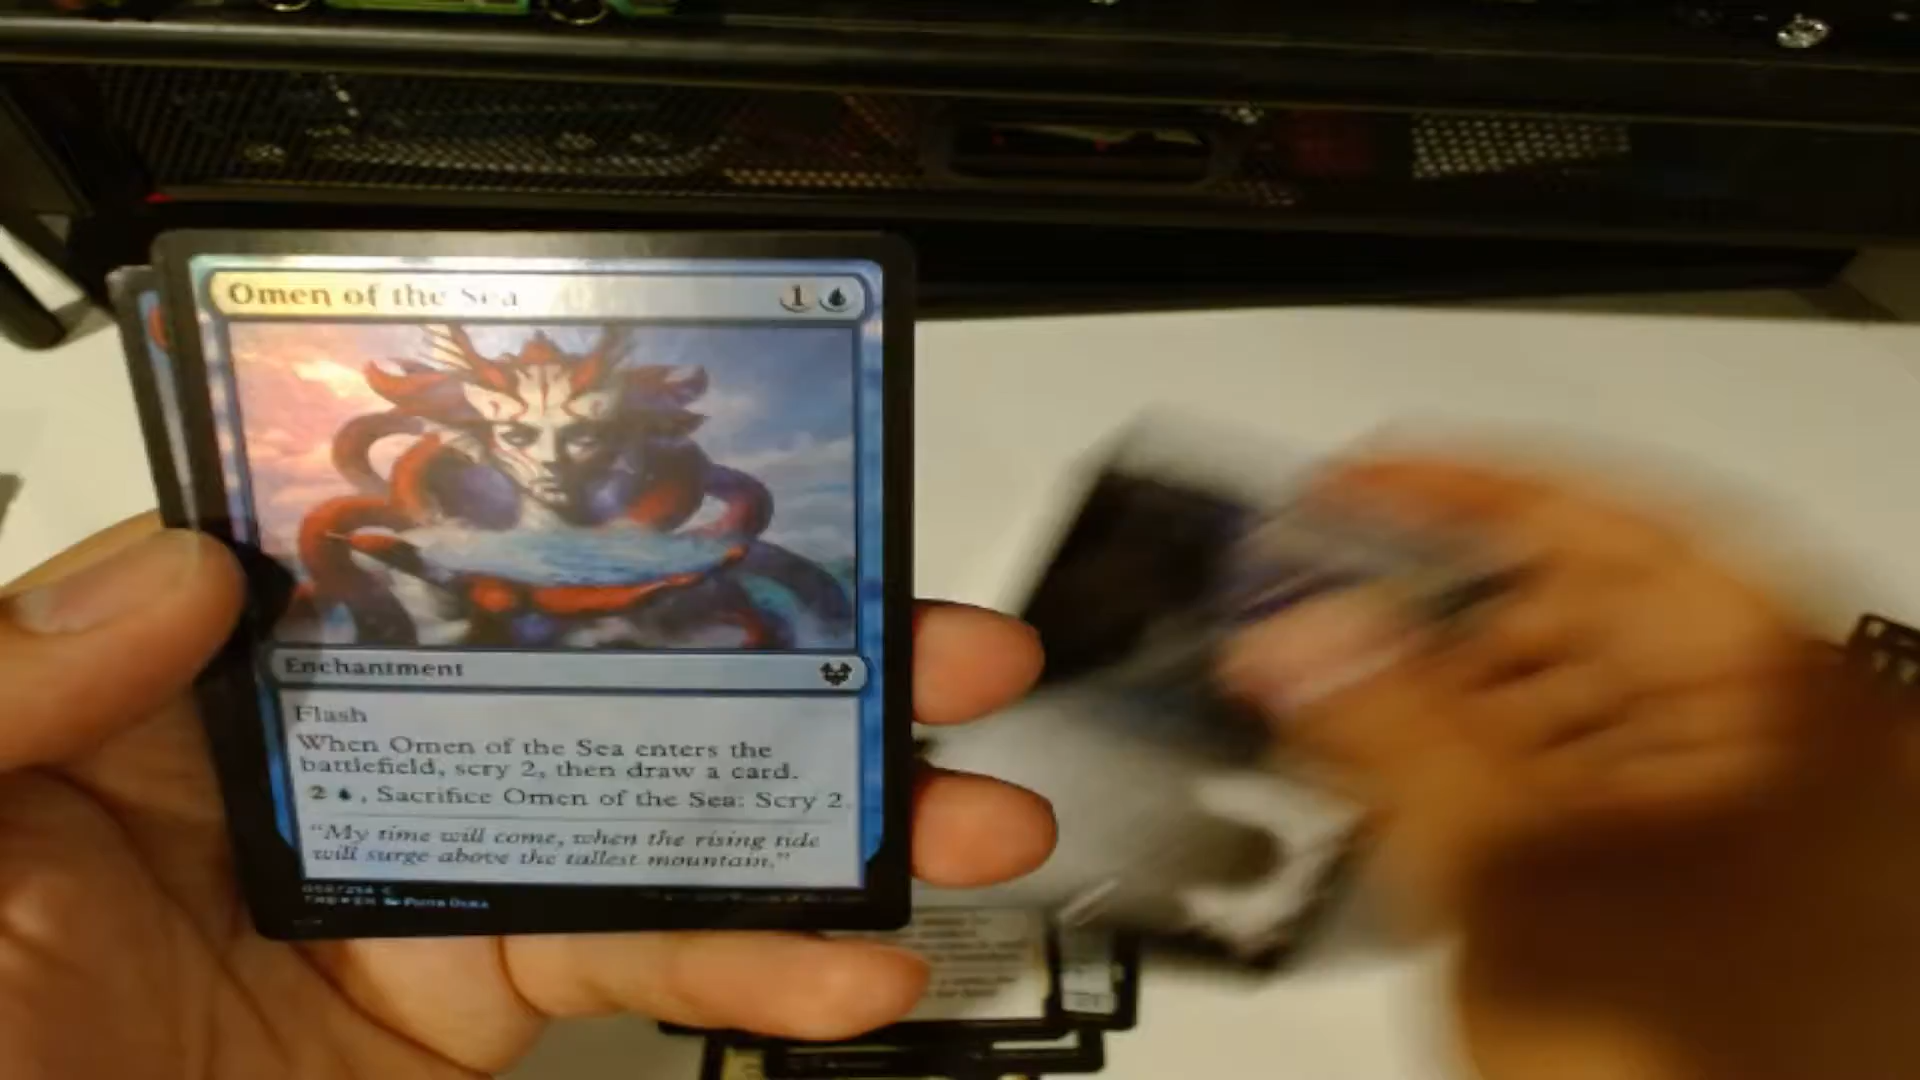 Omen of the Sea 1
Enchantment
Flash
When Omen of the Sea enters the
battlefield, scry 2, then draw a card.
2 , Sacrifice Omen of the Sea: Scry 2.
"My time will come, when the rising tide
will surge above the tallest mountain."